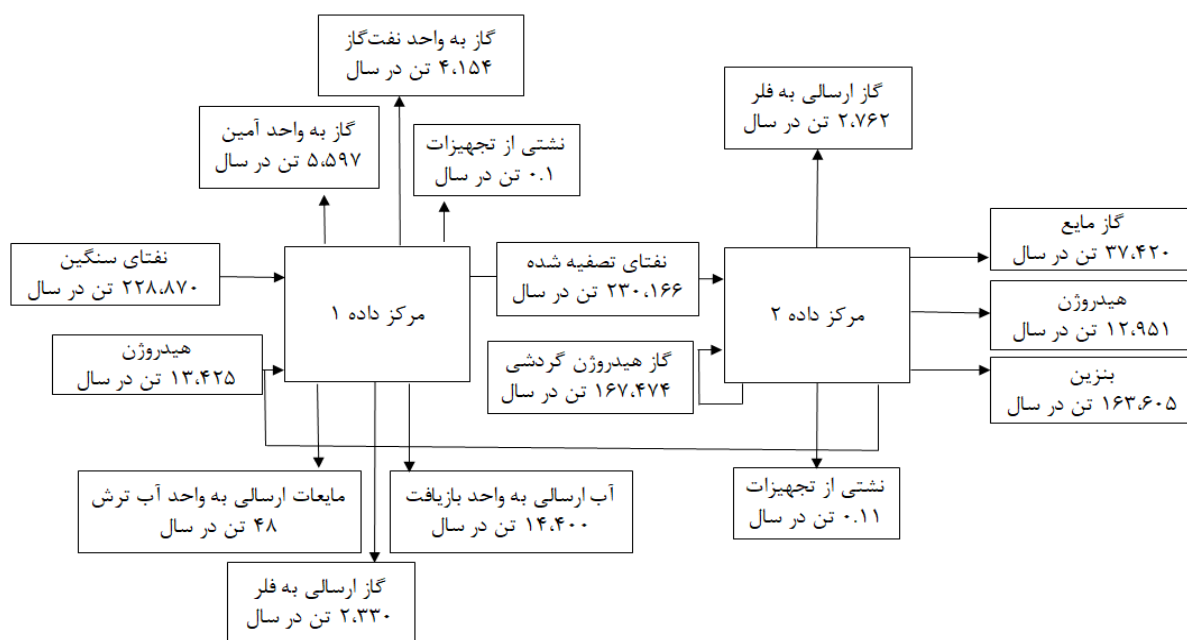 گاز به واحد نفت‌گاز
۴،۱۵۴ تن در سال
گاز ارسالی به فلر
۲،۷۶۲ تن در سال
گاز به واحد آمین
۵،۵۹۷ تن در سال
نشتی از تجهیزات
۰.۱ تن در سال
نفتای سنگین
۲۲۸،۸۷۰ تن در سال
مرکز داده ۱
نفتای تصفیه شده
۲۳۰،۱۶۶ تن در سال
مرکز داده ۲
گاز مایع
۳۷،۴۲۰ تن در سال
هیدروژن
۱۲،۹۵۱ تن در سال
هیدروژن
۱۳،۴۲۵ تن در سال
گاز هیدروژن گردشی
۱۶۷،۴۷۴ تن در سال
بنزین
۱۶۳،۶۰۵ تن در سال
مایعات ارسالی به واحد آب ترش
۴۸ تن در سال
آب ارسالی به واحد بازیافت
۱۴،۴۰۰ تن در سال
نشتی از تجهیزات
۰.۱۱ تن در سال
گاز ارسالی به فلر
۲،۳۳۰ تن در سال